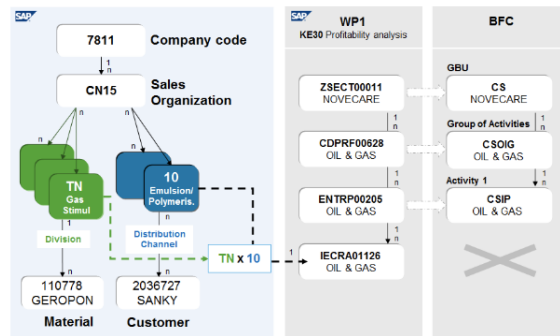 SAP
7811
Company code
1
n
CN15
Sales
Organization
n
n
n
n
n
TN
Gas
Stimul
10
Emulsion/
Polymeris.
n
n
Division
Distribution
Channel
TN x 10
1
n
n
110778
GEROPON
2036727
SANKY
Material
Customer
SAP
WP1
KE30 Profitability analysis
ZSECT00011
NOVECARE
1
n
CDPRF00628
OIL & GAS
1
n
ENTRP00205
OIL & GAS
1
n
IECRA01126
OIL & GAS
BFC
GBU
CS
NOVECARE
1
n
Group of Activities
CSOIG
OIL & GAS
1
n
Activity 1
CSIP
OIL & GAS